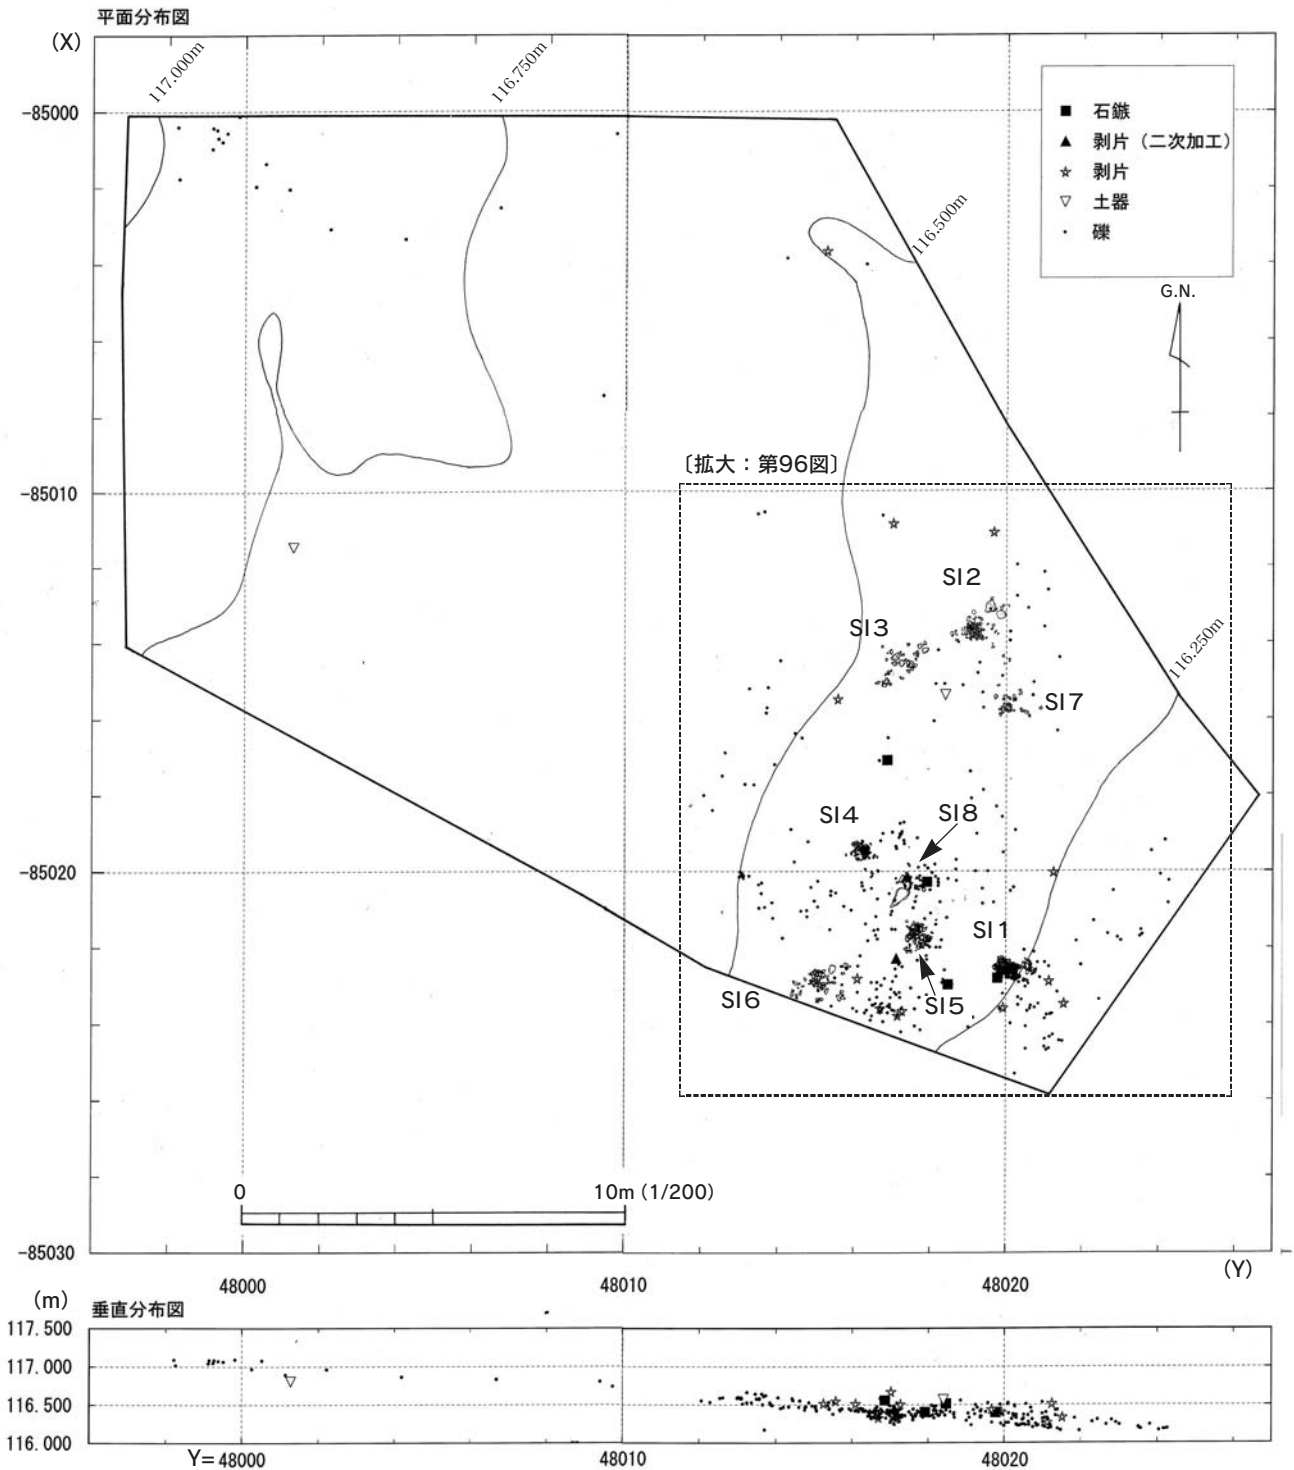 平面分布図
(X)
117.000m
116.750m
-85000
■ 石鏃
▲ 剥片（二次加工）
☆ 剥片
▽ 土器
・ 礫
116.500m
G.N.
〔拡大：第96図〕
-85010
SI2
SI3
116.250m
SI7
SI4
SI8
-85020
SI1
SI6
SI5
0
10m (1/200)
-85030
48000
48010
48020
(Y)
(m)
垂直分布図
117.500
117.000
116.500
116.000
Y=48000
48010
48020